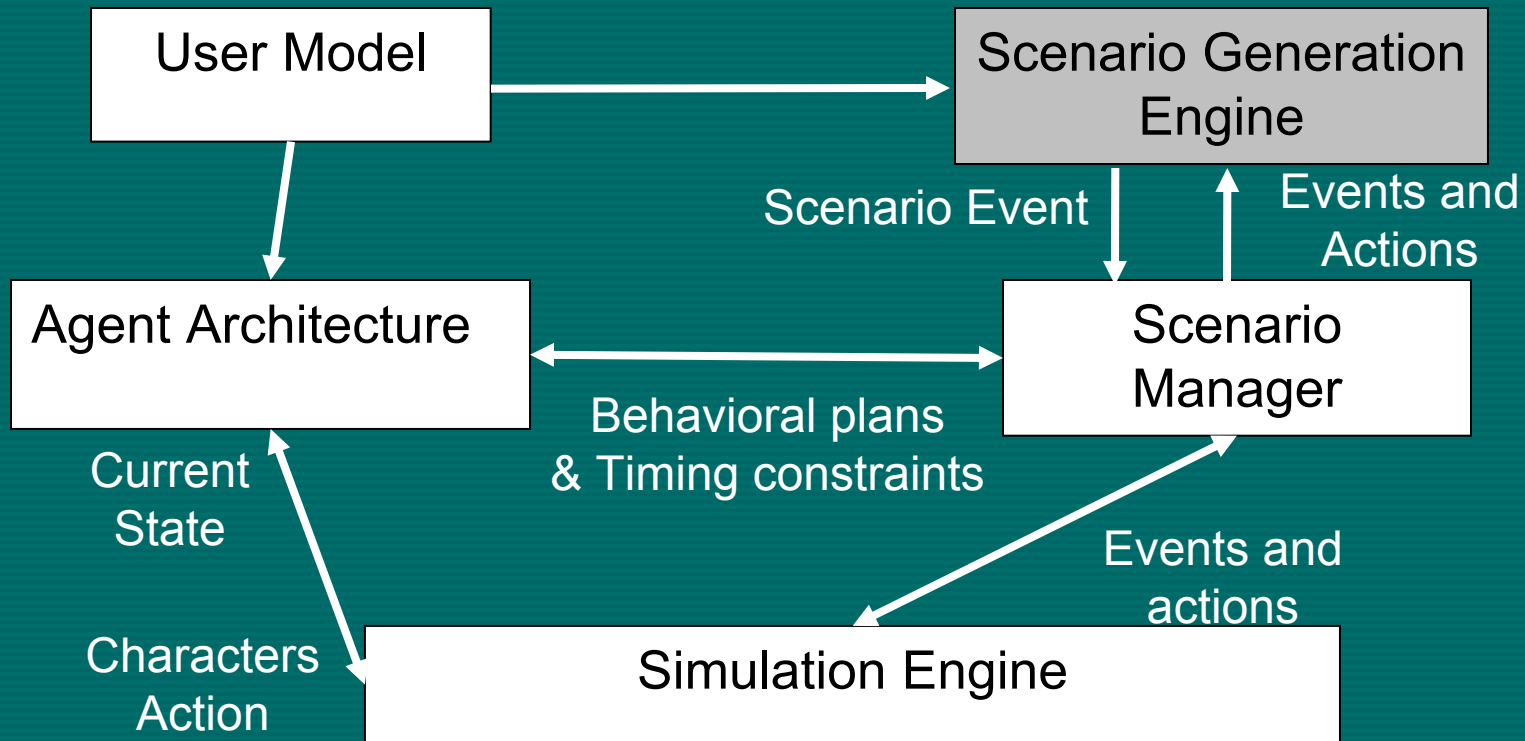 User Model
Scenario Generation
Engine
Scenario Event
Events and
Actions
Agent Architecture
Scenario
Manager
Behavioral plans
& Timing constraints
Current
State
Events and
actions
Characters
Action
Simulation Engine